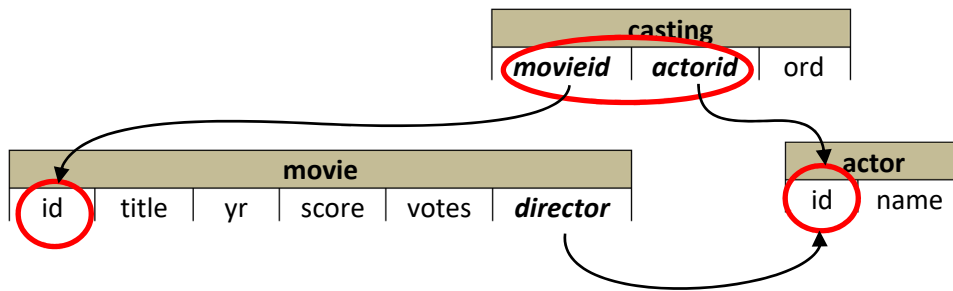 casting
movieid actorid ord
movie
id title yr score votes director
actor
id name